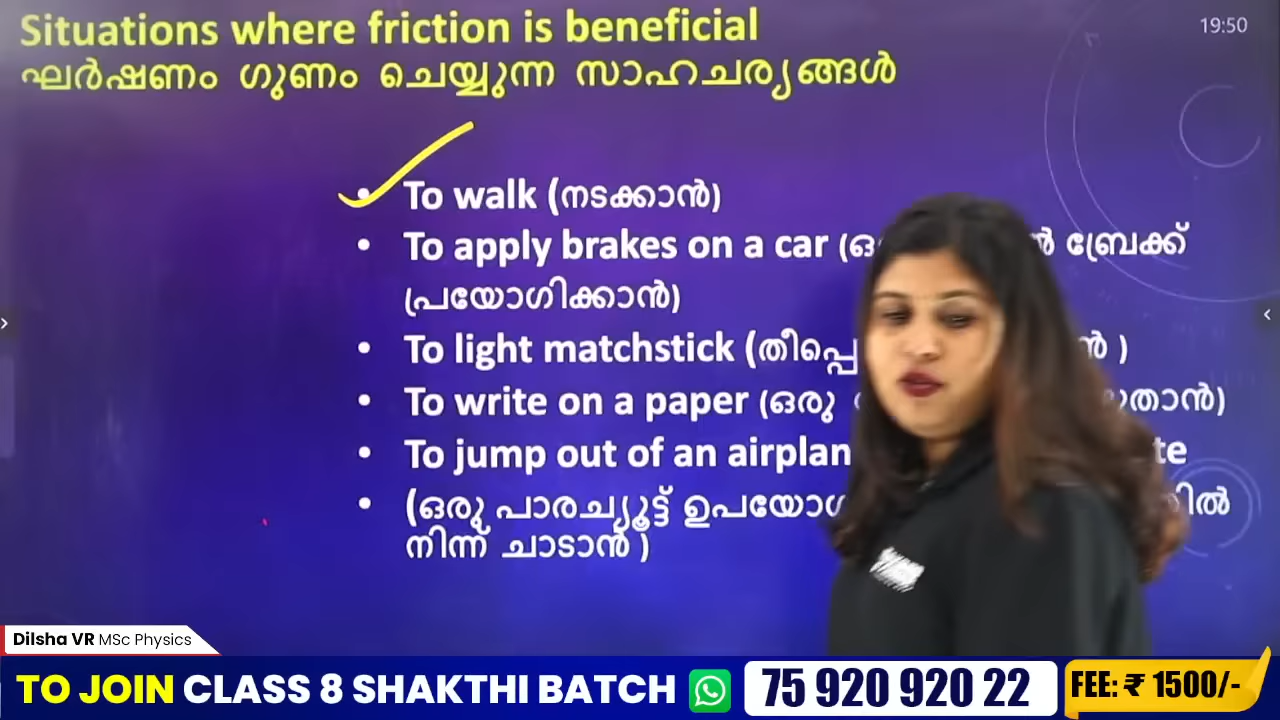 Situations where friction is beneficial
19:50
ഘർഷണം ഗുണം ചെയ്യുന്ന സാഹചര്യങ്ങൾ
To walk (നടക്കാൻ)
To apply brakes on a car ബ്രേക്ക്
പ്രയോഗിക്കാൻ)
To light matchstick
To write on a paper (ഒരു
To jump out of an
(ഒരു പാരച്യൂട്ട്
നിന്ന് ചാടാൻ )
Dilsha VR MSc Physics
TO JOIN CLASS 8 SHAKTHI BATCH 75 920 920 22 FEE: ₹ 1500/-